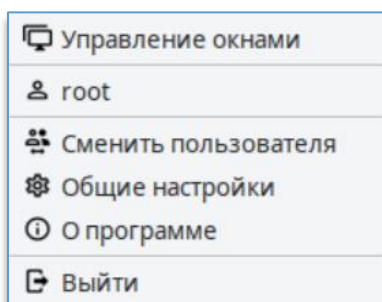 Управление окнами
root
Сменить пользователя
Общие настройки
О программе
Выйти